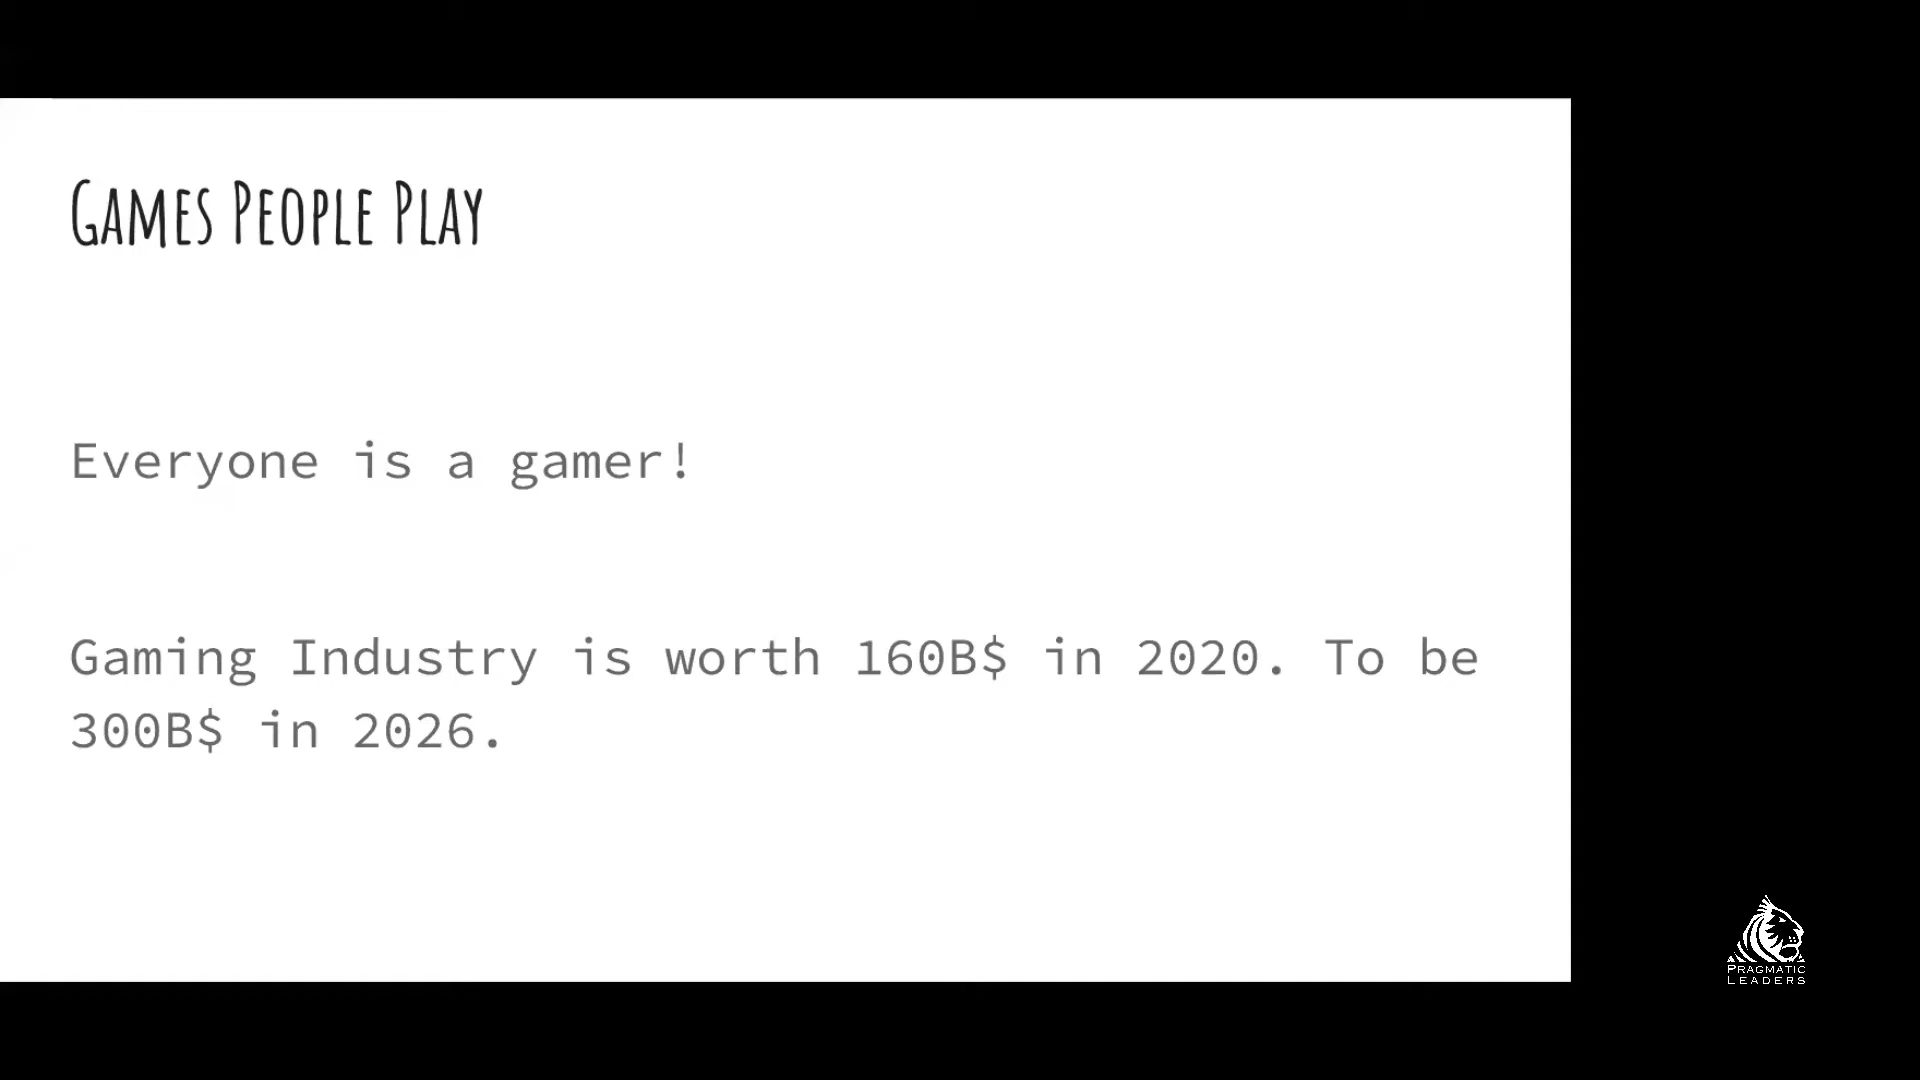 Games People Play
Everyone is a gamer!
Gaming Industry is worth 160B$ in 2020. To be
300B$ in 2026.
PRAGMATIC
LEADERS